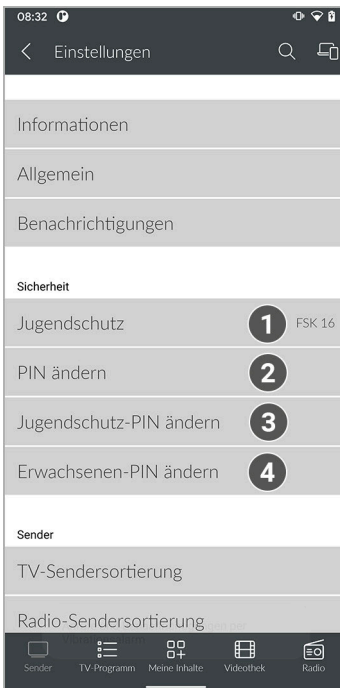 08:32
Einstellungen
Informationen
Allgemein
Benachrichtigungen
Sicherheit
Jugendschutz 1 FSK 16
PIN ändern 2
Jugendschutz-PIN ändern 3
Erwachsenen-PIN ändern 4
Sender
TV-Sendersortierung
Radio-Sendersortierung
Sender TV-Programm Meine Inhalte Videothek Radio